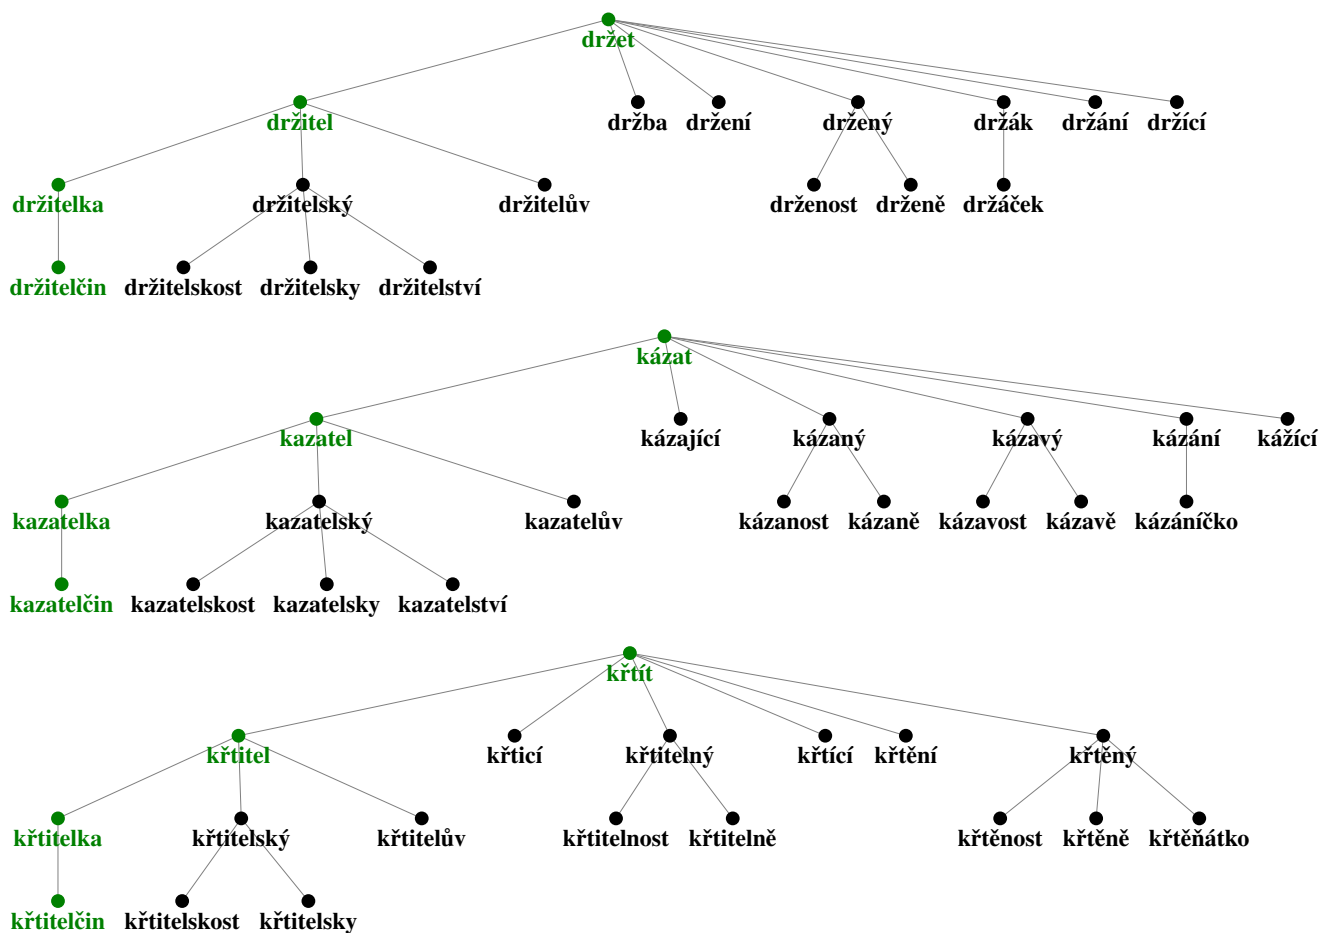 držet
držitel držba držení držený držák držání držící
držitelka držitelský držitelův drženost drženě držáček
držitelčin držitelskost držitelsky držitelství
kázat
kazatel kázající kázaný kázavý kázání kážící
kazatelka kazatelský kazatelův kázanost kázaně kázavost kázavě kázáníčko
kazatelčin kazatelskost kazatelsky kazatelství
křtít
křtitel křticí křtitelný křtící křtění křtěný
křtitelka křtitelský křtitelův křtitelnost křtitelně křtěnost křtěně křtěňátko
křtitelčin křtitelskost křtitelsky